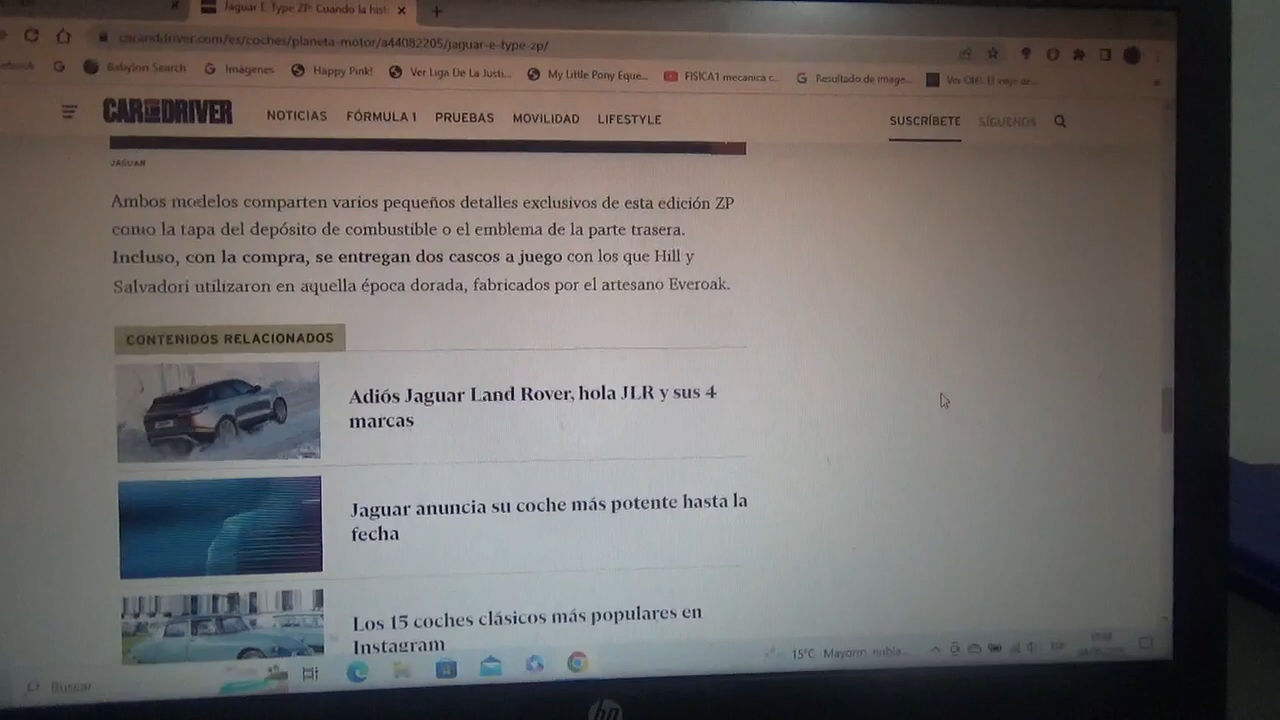 Jaguar E-Type ZP: Cuando la hist
caranddriver.com/es/coches/planeta-motor/a44082205/jaguar-e-type-zp/
ebook
Babylon Search
Imágenes
Happy Pink!
Ver Liga De La Justi...
My Little Pony Eque...
FISICA1 mecanica c...
Resultado de image...
CAR AND DRIVER
NOTICIAS
FÓRMULA 1
PRUEBAS
MOVILIDAD
LIFESTYLE
SUSCRÍBETE
SÍGUENOS
JAGUAR
Ambos modelos comparten varios pequeños detalles exclusivos de esta edición ZP
como la tapa del depósito de combustible o el emblema de la parte trasera.
Incluso, con la compra, se entregan dos cascos a juego con los que Hill y
Salvadori utilizaron en aquella época dorada, fabricados por el artesano Everoak.
CONTENIDOS RELACIONADOS
Adiós Jaguar Land Rover, hola JLR y sus 4
marcas
Jaguar anuncia su coche más potente hasta la
fecha
Los 15 coches clásicos más populares en
Instagram
Buscar
15°C Mayorm. nubla...
hp